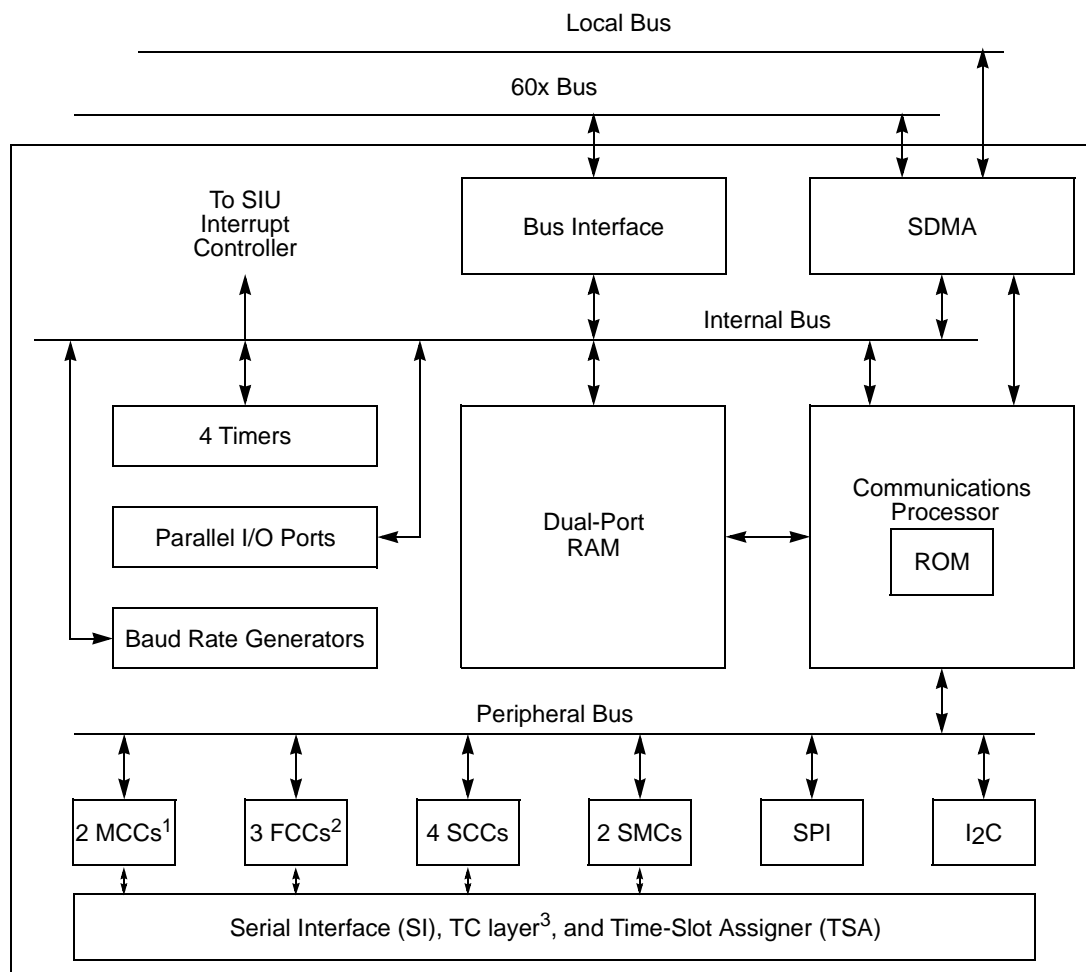 Local Bus
60x Bus
To SIU
Interrupt
Controller
Bus Interface
SDMA
Internal Bus
4 Timers
Parallel I/O Ports
Baud Rate Generators
Dual-Port
RAM
Communications
Processor
ROM
Peripheral Bus
2 MCCs1
3 FCCs2
4 SCCs
2 SMCs
SPI
I2C
Serial Interface (SI), TC layer3, and Time-Slot Assigner (TSA)